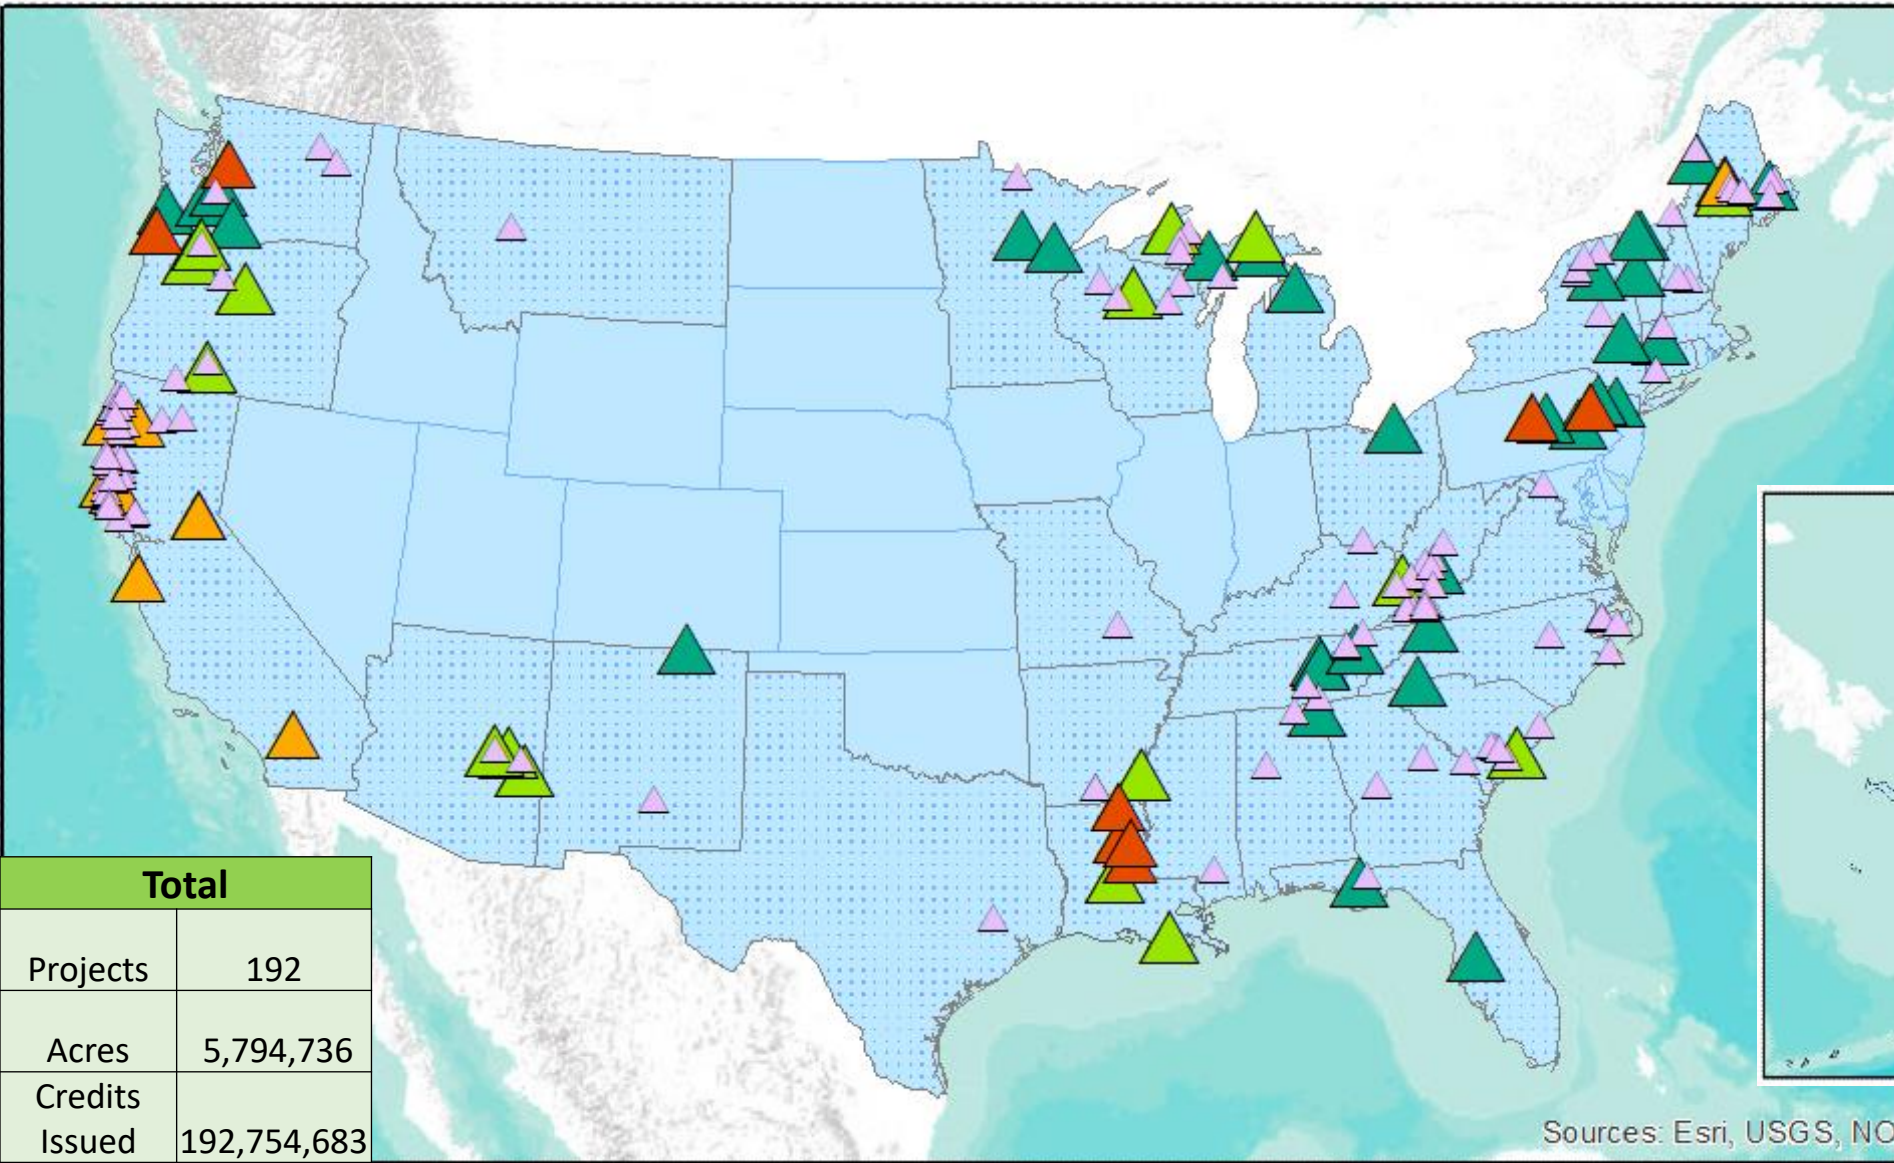 Total
Projects 192
Acres 5,794,736
Credits
Issued 192,754,683
Sources: Esri, USGS, NO